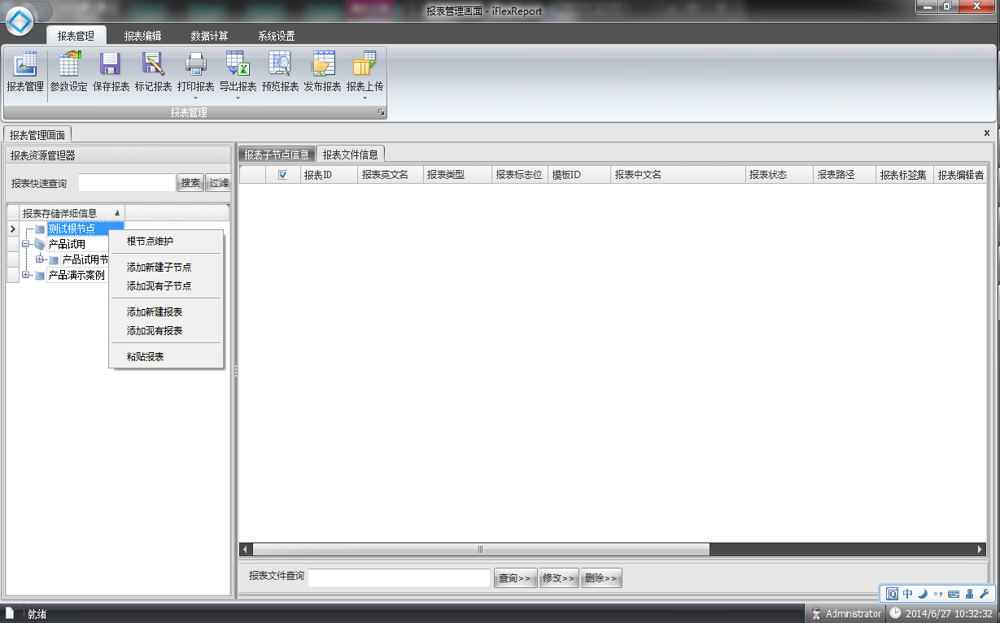 报表管理画面 - iFlexReport
报表管理 报表编辑 数据计算 系统设置
报表管理 参数设定 保存报表 标记报表 打印报表 导出报表 预览报表 发布报表 报表上传
报表管理
报表管理画面
报表资源管理器
报表快速查询 搜索 过滤
报表存储详细信息
测试根节点
产品试用
产品试用节
产品演示案例
根节点维护
添加新建子节点
添加现有子节点
添加新建报表
添加现有报表
粘贴报表
报表子节点信息 报表文件信息
报表ID 报表英文名 报表类型 报表标志位 模板ID 报表中文名 报表状态 报表路径 报表标签集 报表编辑者
报表文件查询 查询>> 修改>> 删除>>
中
就绪 Administrator 2014/6/27 10:32:32